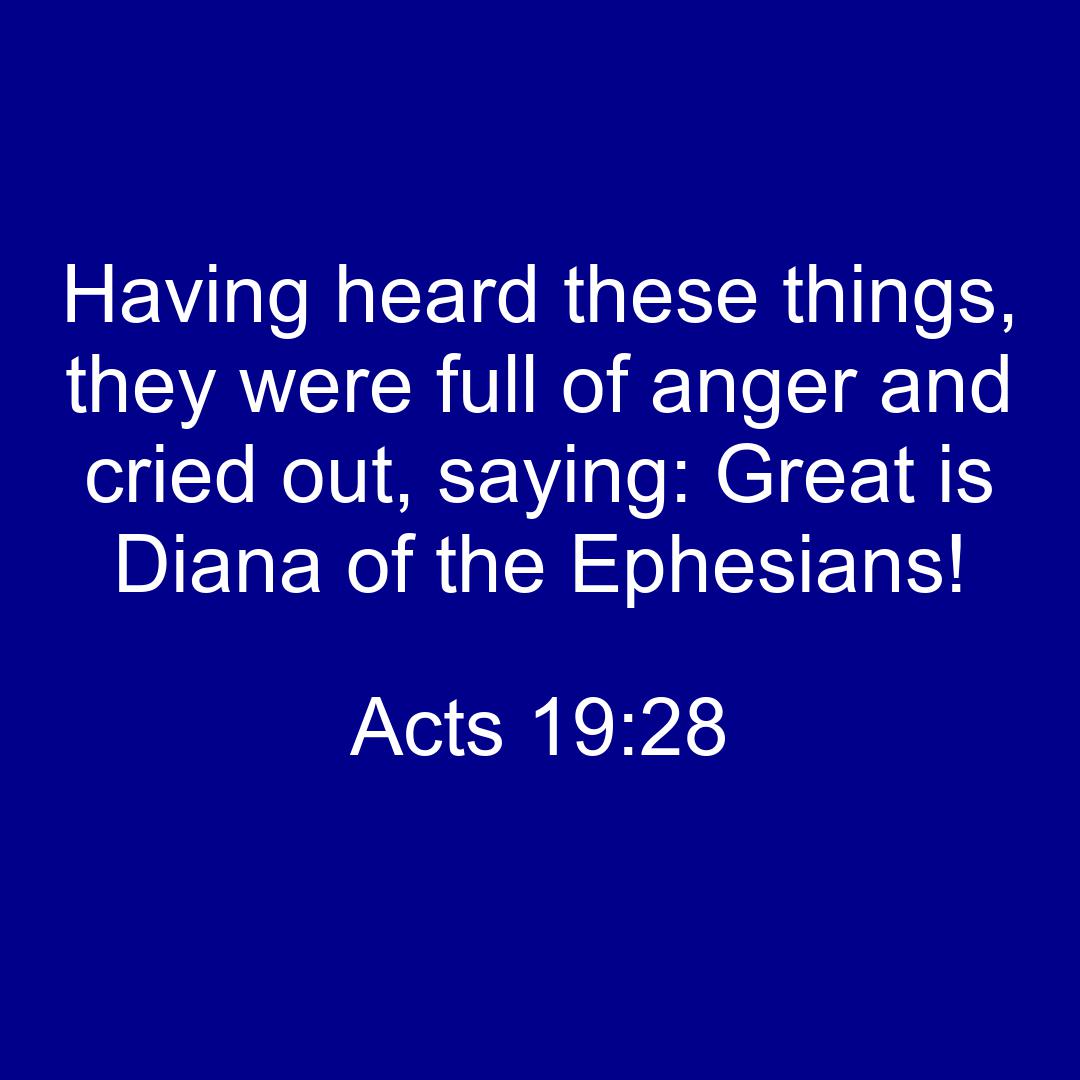 Having heard these things,
they were full of anger and
cried out, saying: Great is
Diana of the Ephesians!
Acts 19:28